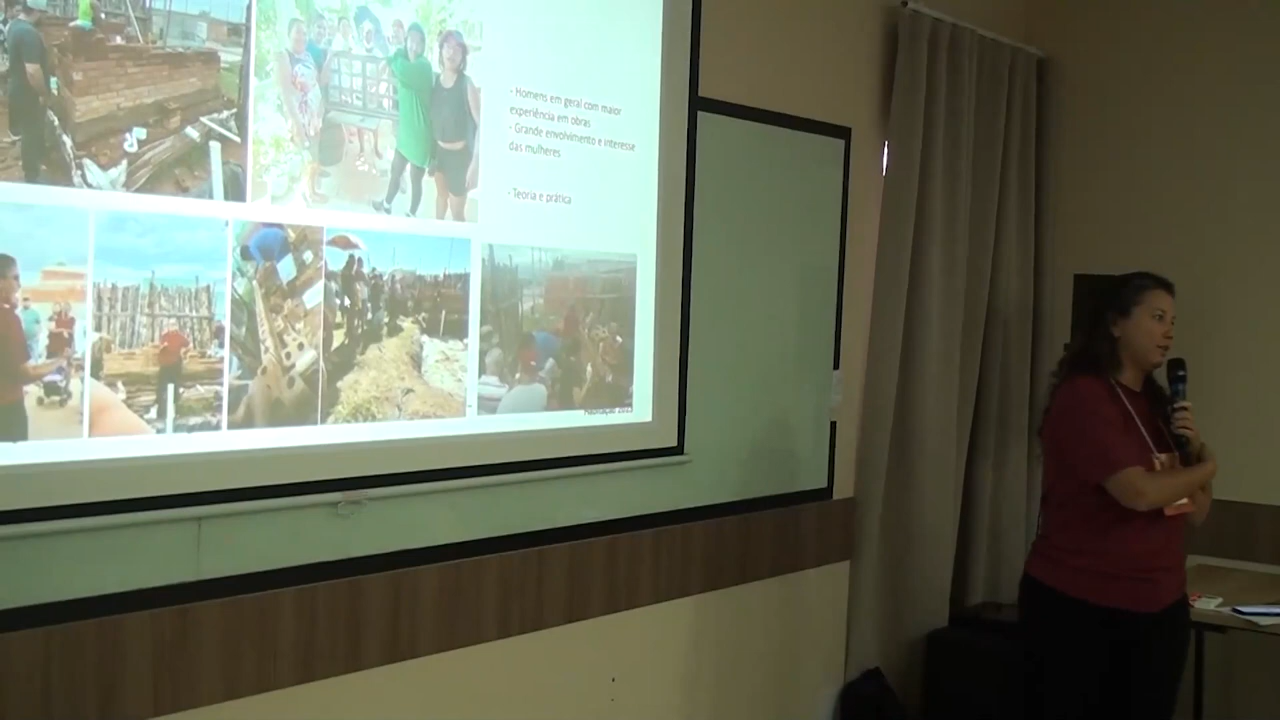 - Homens em geral com maior
experiência em obras
- Grande envolvimento e interesse
das mulheres
- Teoria e prática